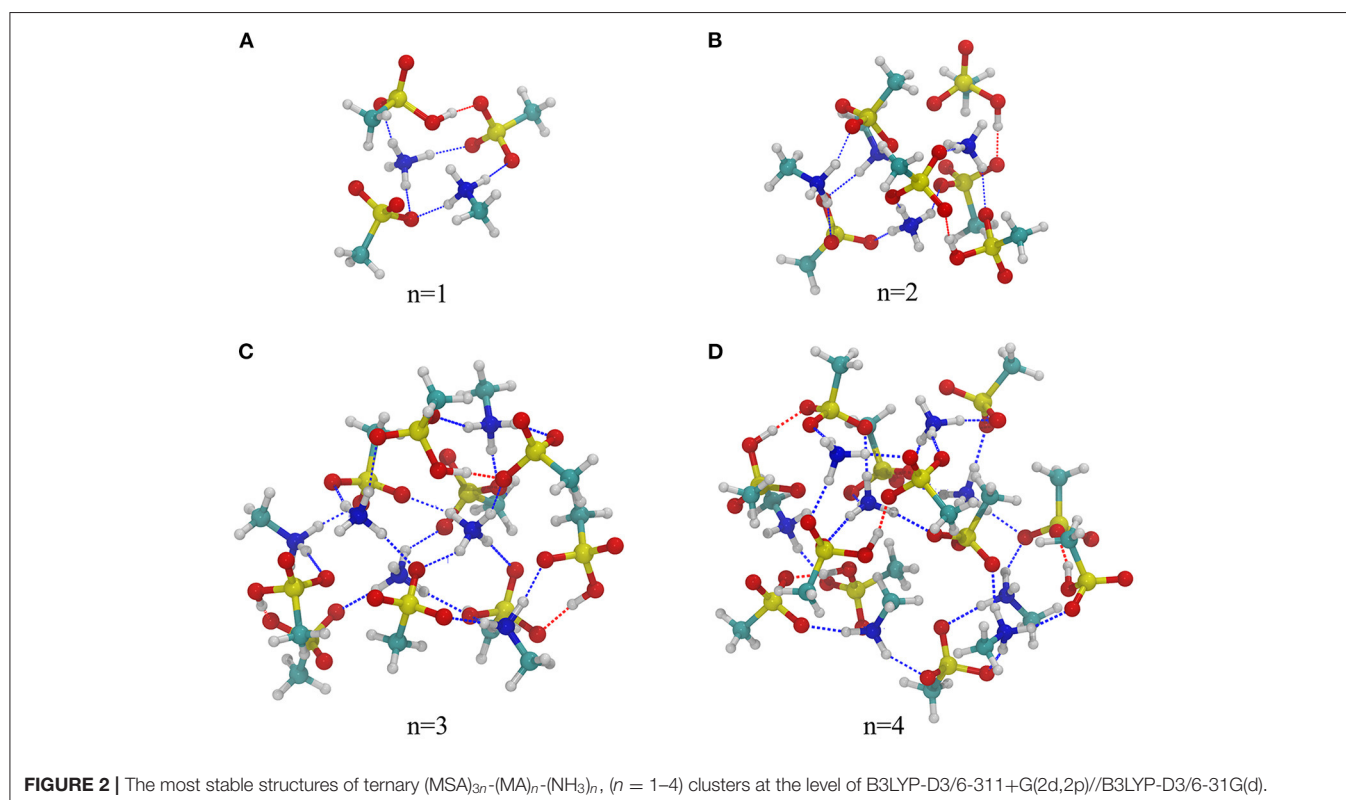 A
B
n=1
n=2
C
D
n=3
n=4
FIGURE 2 | The most stable structures of ternary (MSA)3n-(MA)n-(NH3)n, (n = 1–4) clusters at the level of B3LYP-D3/6-311+G(2d,2p)//B3LYP-D3/6-31G(d).